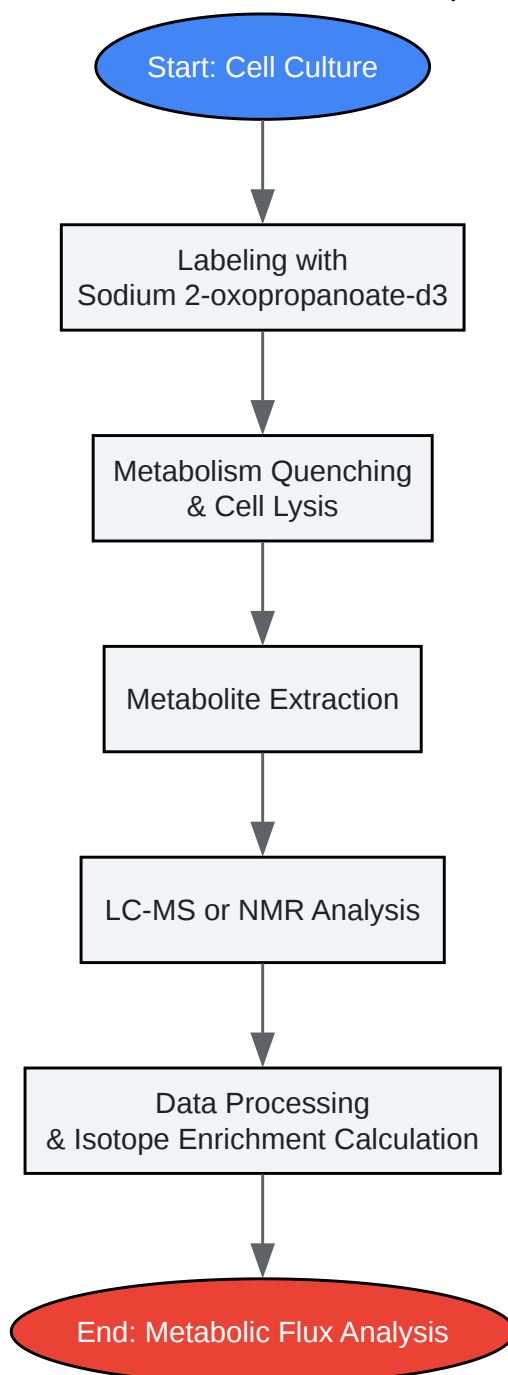 Start: Cell Culture
Labeling with
Sodium 2-oxopropanoate-d3
Metabolism Quenching
& Cell Lysis
Metabolite Extraction
LC-MS or NMR Analysis
Data Processing
& Isotope Enrichment Calculation
End: Metabolic Flux Analysis